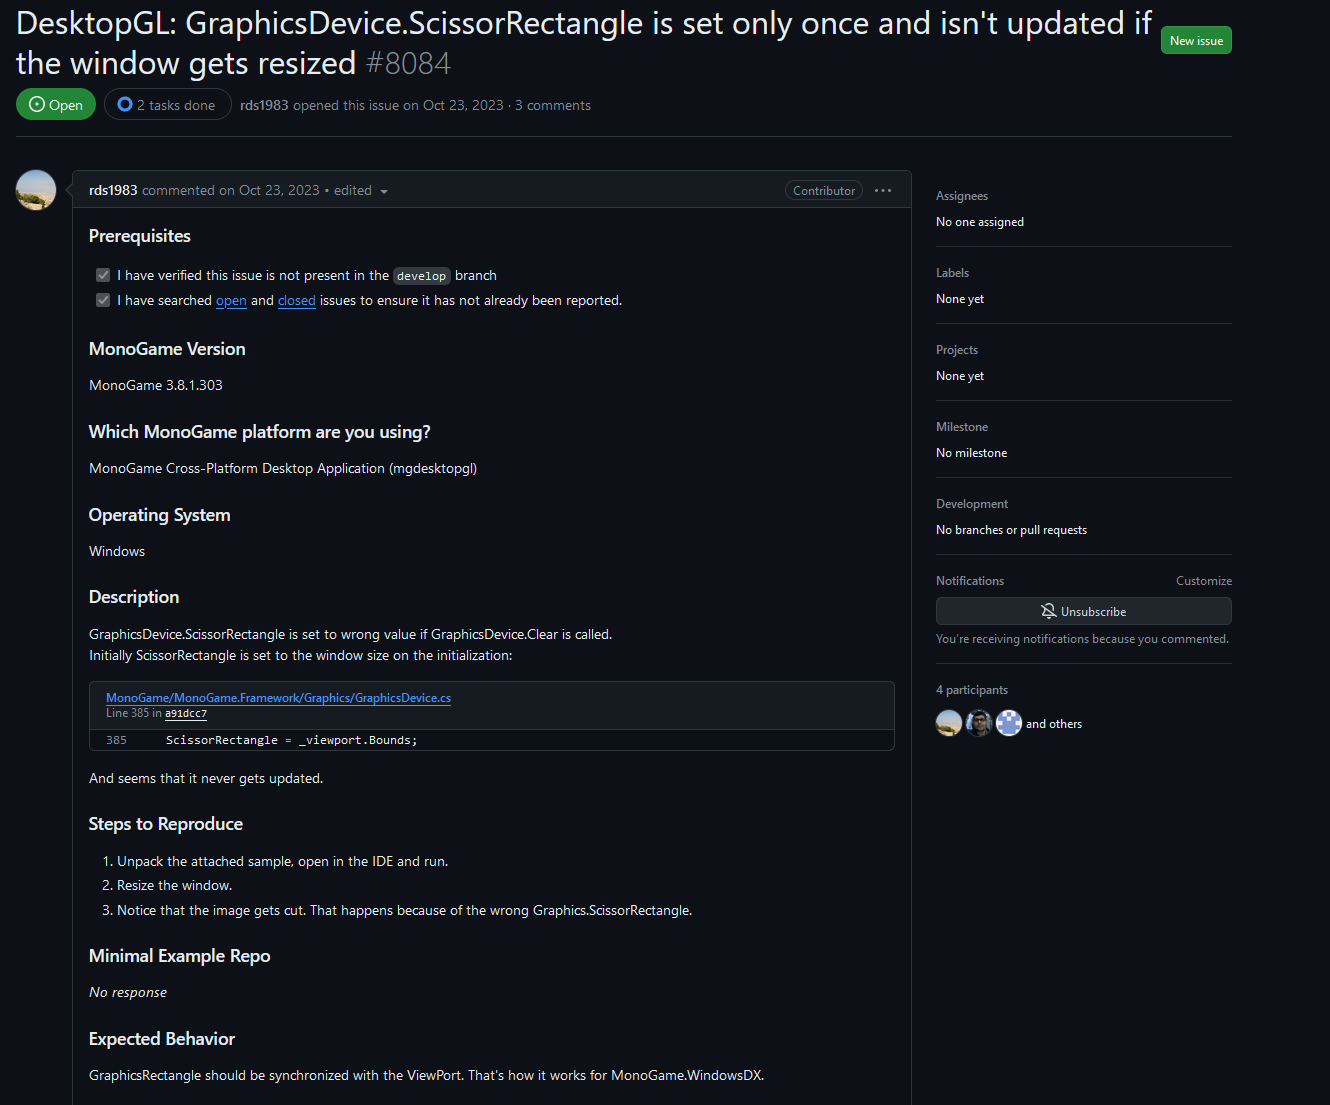 DesktopGL: GraphicsDevice.ScissorRectangle is set only once and isn't updated if
the window gets resized #8084
New issue
Open
2 tasks done
rds1983 opened this issue on Oct 23, 2023 · 3 comments
rds1983 commented on Oct 23, 2023 • edited
Contributor
Prerequisites
I have verified this issue is not present in the develop branch
I have searched open and closed issues to ensure it has not already been reported.
MonoGame Version
MonoGame 3.8.1.303
Which MonoGame platform are you using?
MonoGame Cross-Platform Desktop Application (mgdesktopgl)
Operating System
Windows
Description
GraphicsDevice.ScissorRectangle is set to wrong value if GraphicsDevice.Clear is called.
Initially ScissorRectangle is set to the window size on the initialization:
MonoGame/MonoGame.Framework/Graphics/GraphicsDevice.cs
Line 385 in a91dcc7
385 ScissorRectangle = _viewport.Bounds;
And seems that it never gets updated.
Steps to Reproduce
1. Unpack the attached sample, open in the IDE and run.
2. Resize the window.
3. Notice that the image gets cut. That happens because of the wrong Graphics.ScissorRectangle.
Minimal Example Repo
No response
Expected Behavior
GraphicsRectangle should be synchronized with the ViewPort. That's how it works for MonoGame.WindowsDX.
Assignees
No one assigned
Labels
None yet
Projects
None yet
Milestone
No milestone
Development
No branches or pull requests
Notifications
Customize
Unsubscribe
You're receiving notifications because you commented.
4 participants
and others